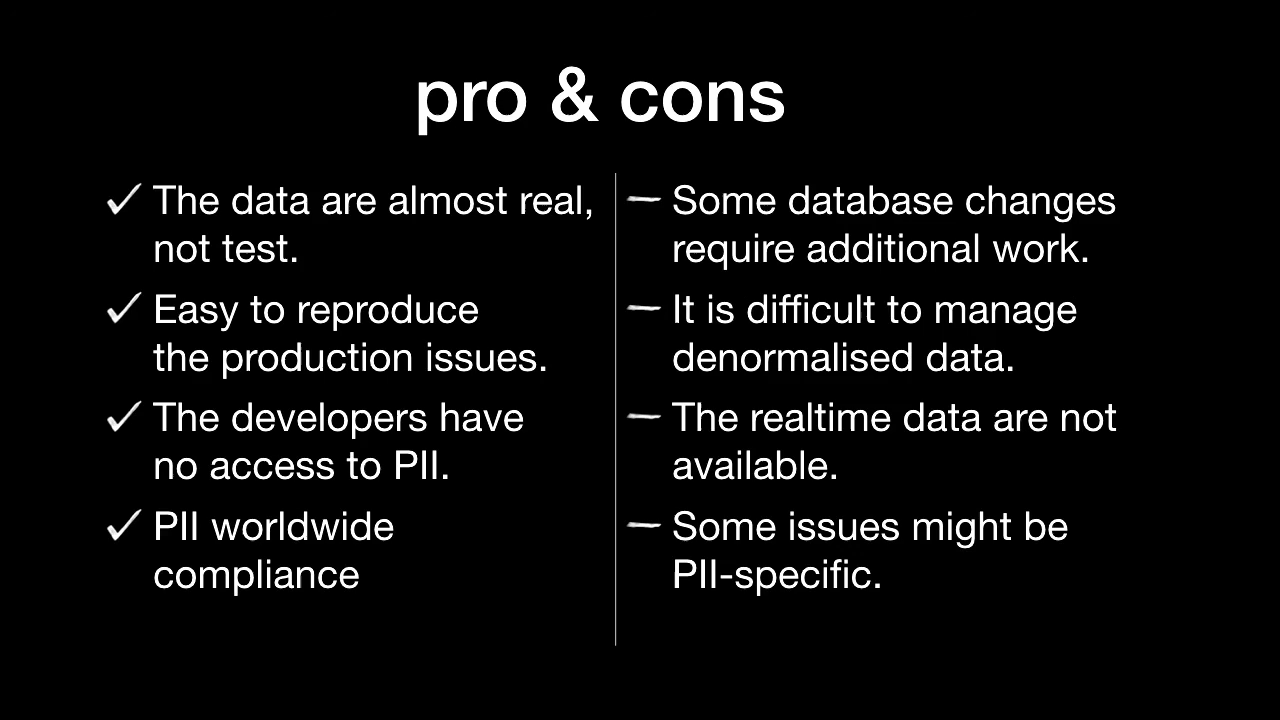 pro & cons
The data are almost real,
not test.
Easy to reproduce
the production issues.
The developers have
no access to PII.
PII worldwide
compliance
Some database changes
require additional work.
It is difficult to manage
denormalised data.
The realtime data are not
available.
Some issues might be
PII-specific.